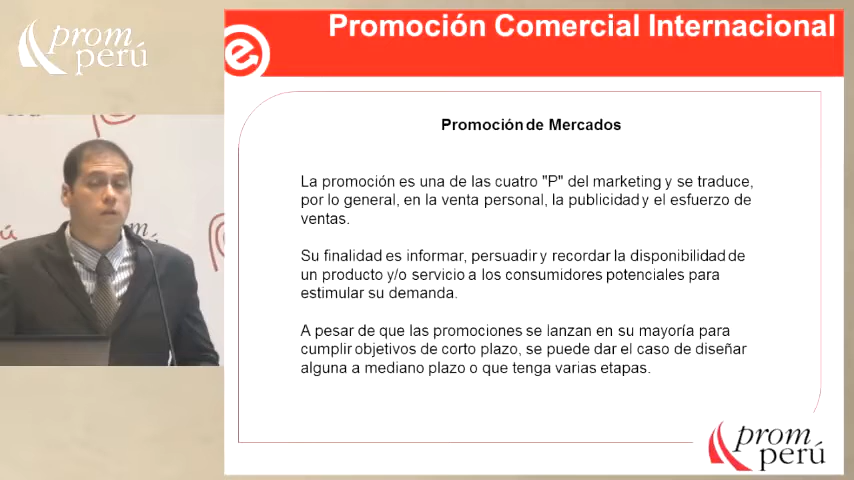 prom
perú
Promoción Comercial Internacional
Promoción de Mercados
La promoción es una de las cuatro "P" del marketing y se traduce,
por lo general, en la venta personal, la publicidad y el esfuerzo de
ventas.
Su finalidad es informar, persuadir y recordar la disponibilidad de
un producto y/o servicio a los consumidores potenciales para
estimular su demanda.
A pesar de que las promociones se lanzan en su mayoría para
cumplir objetivos de corto plazo, se puede dar el caso de diseñar
alguna a mediano plazo o que tenga varias etapas.
prom
perú